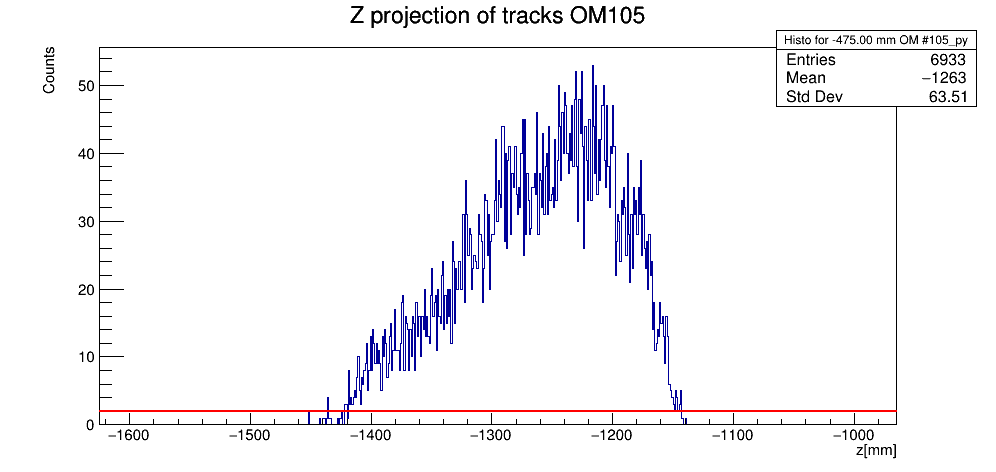 Z projection of tracks OM105
Histo for -475.00 mm OM #105_py
Entries 6933
Mean −1263
Std Dev 63.51
Counts
50
40
30
20
10
0
−1600 −1500 −1400 −1300 −1200 −1100 −1000
z[mm]